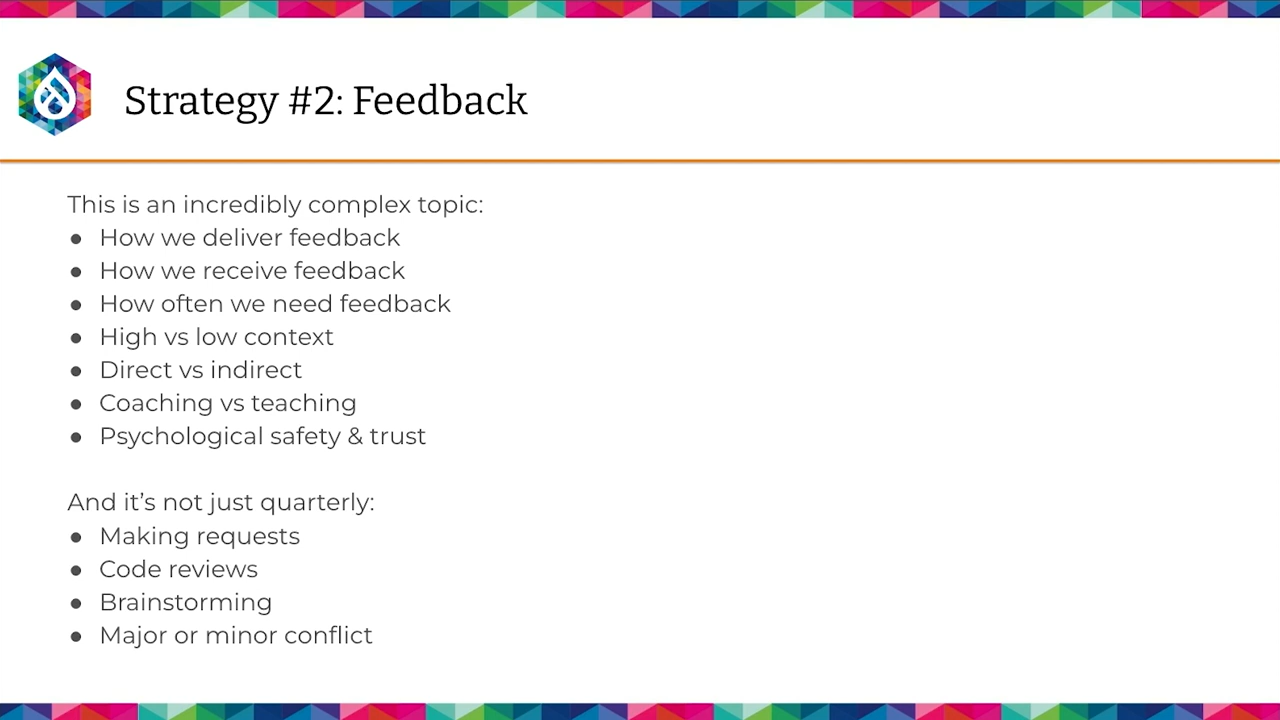 Strategy #2: Feedback
This is an incredibly complex topic:
● How we deliver feedback
● How we receive feedback
● How often we need feedback
● High vs low context
● Direct vs indirect
● Coaching vs teaching
● Psychological safety & trust
And it’s not just quarterly:
● Making requests
● Code reviews
● Brainstorming
● Major or minor conflict